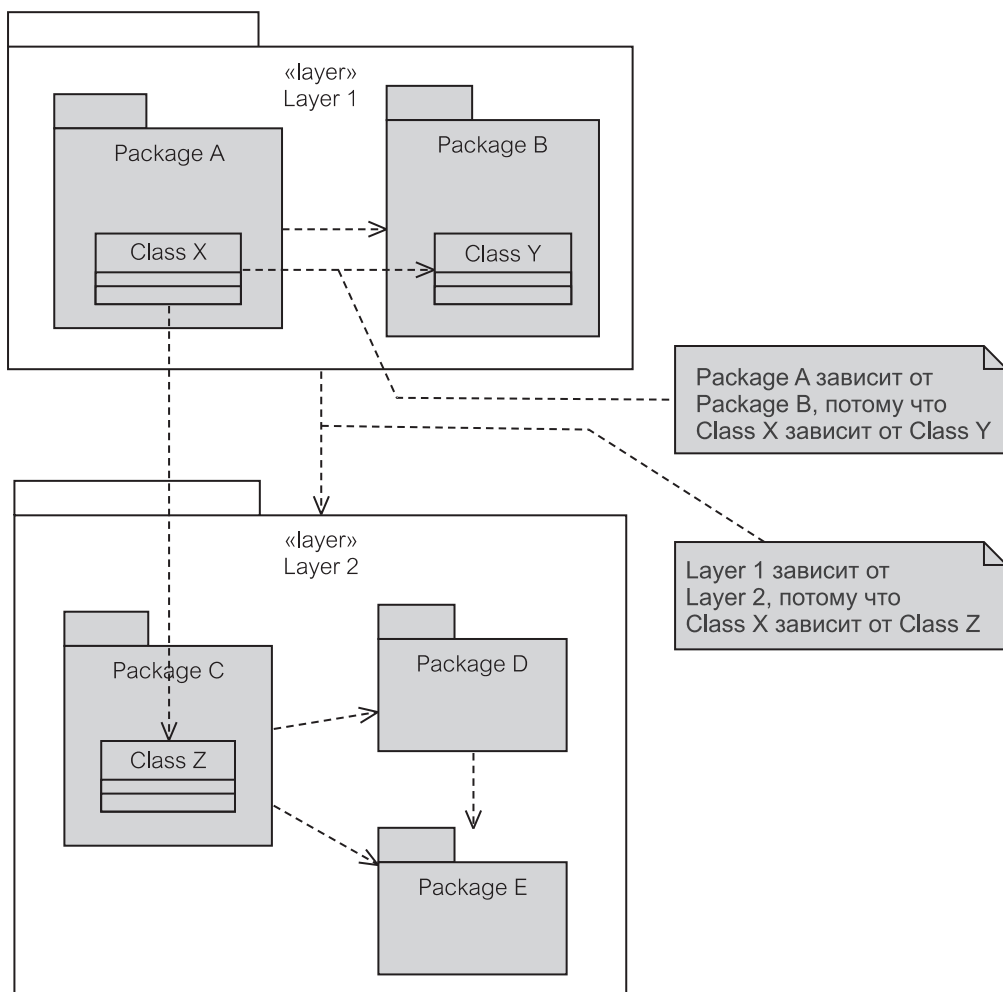 «layer»
Layer 1
Package A
Package B
Class X
Class Y
Package A зависит от
Package B, потому что
Class X зависит от Class Y
«layer»
Layer 2
Layer 1 зависит от
Layer 2, потому что
Class X зависит от Class Z
Package C
Package D
Class Z
Package E